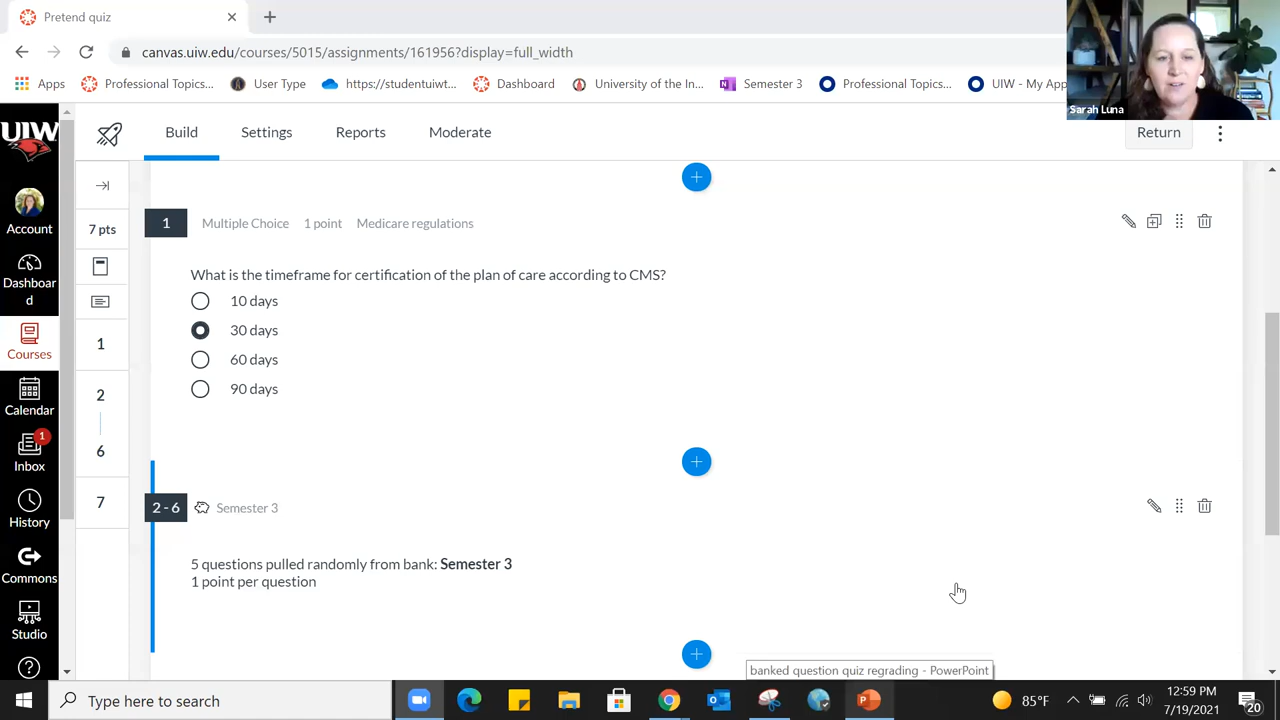 Pretend quiz
canvas.uiw.edu/courses/5015/assignments/161956?display=full_width
Apps
Professional Topics...
User Type
https://studentuiwt...
Dashboard
University of the In...
Semester 3
Professional Topics...
UIW - My App
Sarah Luna
UIW
Build
Settings
Reports
Moderate
Return
Account
Dashboar
d
Courses
Calendar
1
Inbox
History
Commons
Studio
7 pts
1
2
6
7
1
Multiple Choice
1 point
Medicare regulations
What is the timeframe for certification of the plan of care according to CMS?
10 days
30 days
60 days
90 days
2 - 6
Semester 3
5 questions pulled randomly from bank: Semester 3
1 point per question
banked question quiz regrading - PowerPoint
Type here to search
85°F
12:59 PM
7/19/2021
20